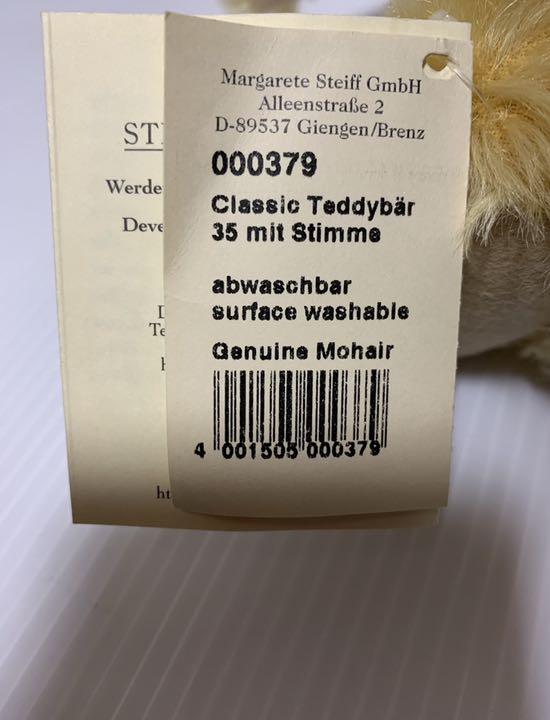 Margarete Steiff GmbH
Alleenstraße 2
D-89537 Giengen/Brenz
000379
Classic Teddybär
35 mit Stimme
abwaschbar
surface washable
Genuine Mohair
4 001505 000379